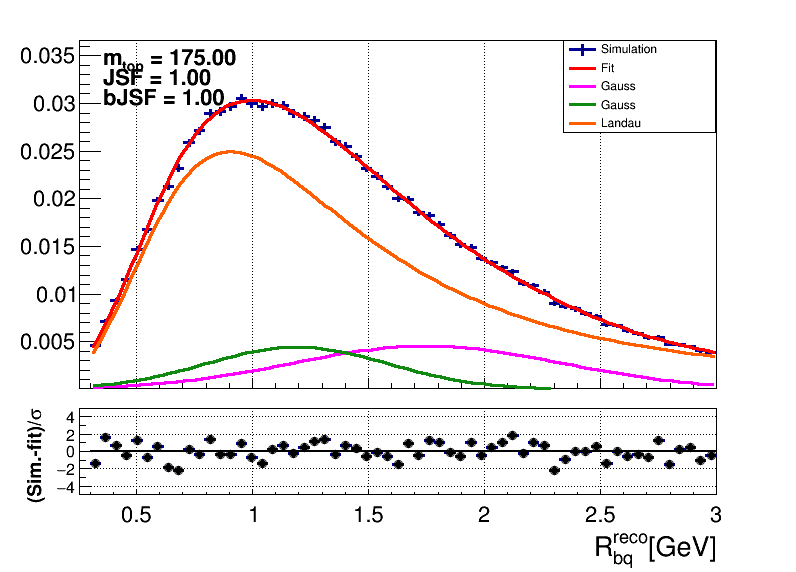 0.035
0.03
0.025
0.02
0.015
0.01
0.005
m_top = 175.00
JSF = 1.00
bJSF = 1.00
Simulation
Fit
Gauss
Gauss
Landau
(Sim.-fit)/σ
4
2
0
−2
−4
0.5 1 1.5 2 2.5 3
R_bq^reco[GeV]